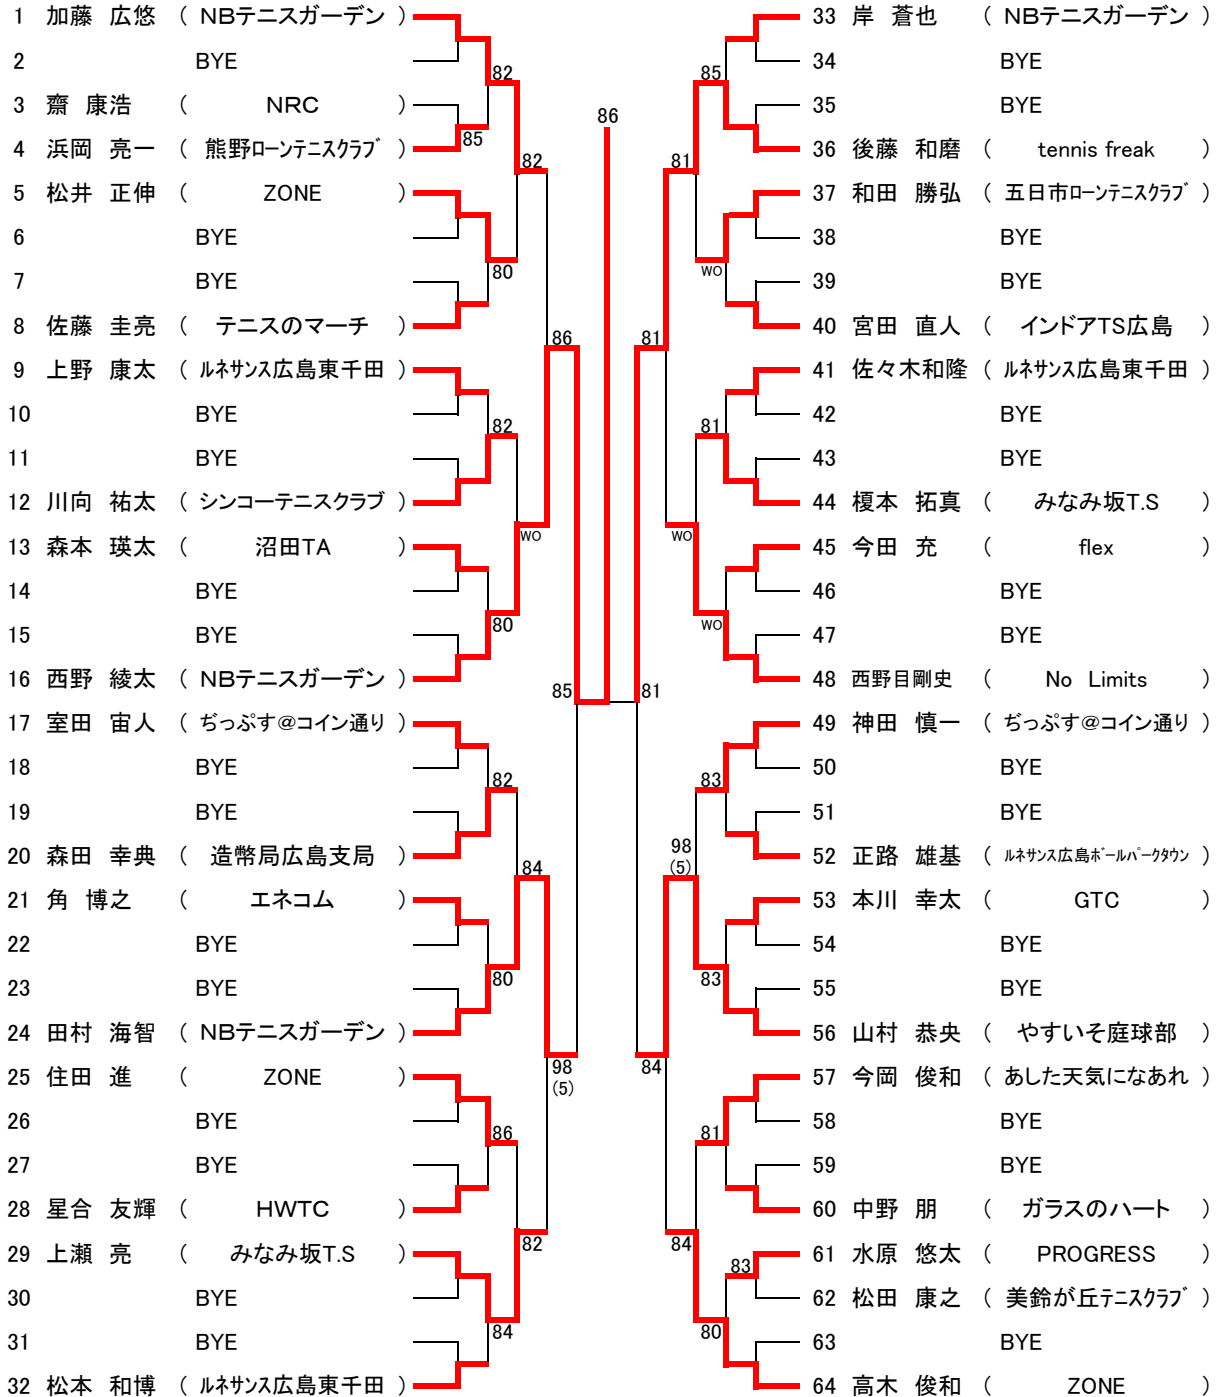 1 加藤 広悠 ( NBテニスガーデン )
2 BYE
82
3 齋 康浩 ( NRC )
85
4 浜岡 亮一 ( 熊野ローンテニスクラブ )
82
5 松井 正伸 ( ZONE )
6 BYE
80
7 BYE
8 佐藤 圭亮 ( テニスのマーチ )
86
9 上野 康太 ( ルネサンス広島東千田 )
10 BYE
82
11 BYE
12 川向 祐太 ( シンコーテニスクラブ )
WO
13 森本 瑛太 ( 沼田TA )
14 BYE
80
15 BYE
16 西野 綾太 ( NBテニスガーデン )
85
17 室田 宙人 ( ぢっぷす@コイン通り )
18 BYE
82
19 BYE
20 森田 幸典 ( 造幣局広島支局 )
84
21 角 博之 ( エネコム )
22 BYE
80
23 BYE
24 田村 海智 ( NBテニスガーデン )
98
(5)
25 住田 進 ( ZONE )
26 BYE
86
27 BYE
28 星合 友輝 ( HWTC )
82
29 上瀬 亮 ( みなみ坂T.S )
30 BYE
84
31 BYE
32 松本 和博 ( ルネサンス広島東千田 )
86
33 岸 蒼也 ( NBテニスガーデン )
34 BYE
85
35 BYE
36 後藤 和磨 ( tennis freak )
81
37 和田 勝弘 ( 五日市ローンテニスクラブ )
38 BYE
WO
39 BYE
40 宮田 直人 ( インドアTS広島 )
81
41 佐々木和隆 ( ルネサンス広島東千田 )
42 BYE
81
43 BYE
44 榎本 拓真 ( みなみ坂T.S )
WO
45 今田 充 ( flex )
46 BYE
WO
47 BYE
48 西野目剛史 ( No Limits )
81
49 神田 慎一 ( ぢっぷす@コイン通り )
50 BYE
83
51 BYE
52 正路 雄基 ( ルネサンス広島ボールパークタウン )
98
(5)
53 本川 幸太 ( GTC )
54 BYE
83
55 BYE
56 山村 恭央 ( やすいそ庭球部 )
84
57 今岡 俊和 ( あした天気になあれ )
58 BYE
81
59 BYE
60 中野 朋 ( ガラスのハート )
84
61 水原 悠太 ( PROGRESS )
83
62 松田 康之 ( 美鈴が丘テニスクラブ )
80
63 BYE
64 高木 俊和 ( ZONE )